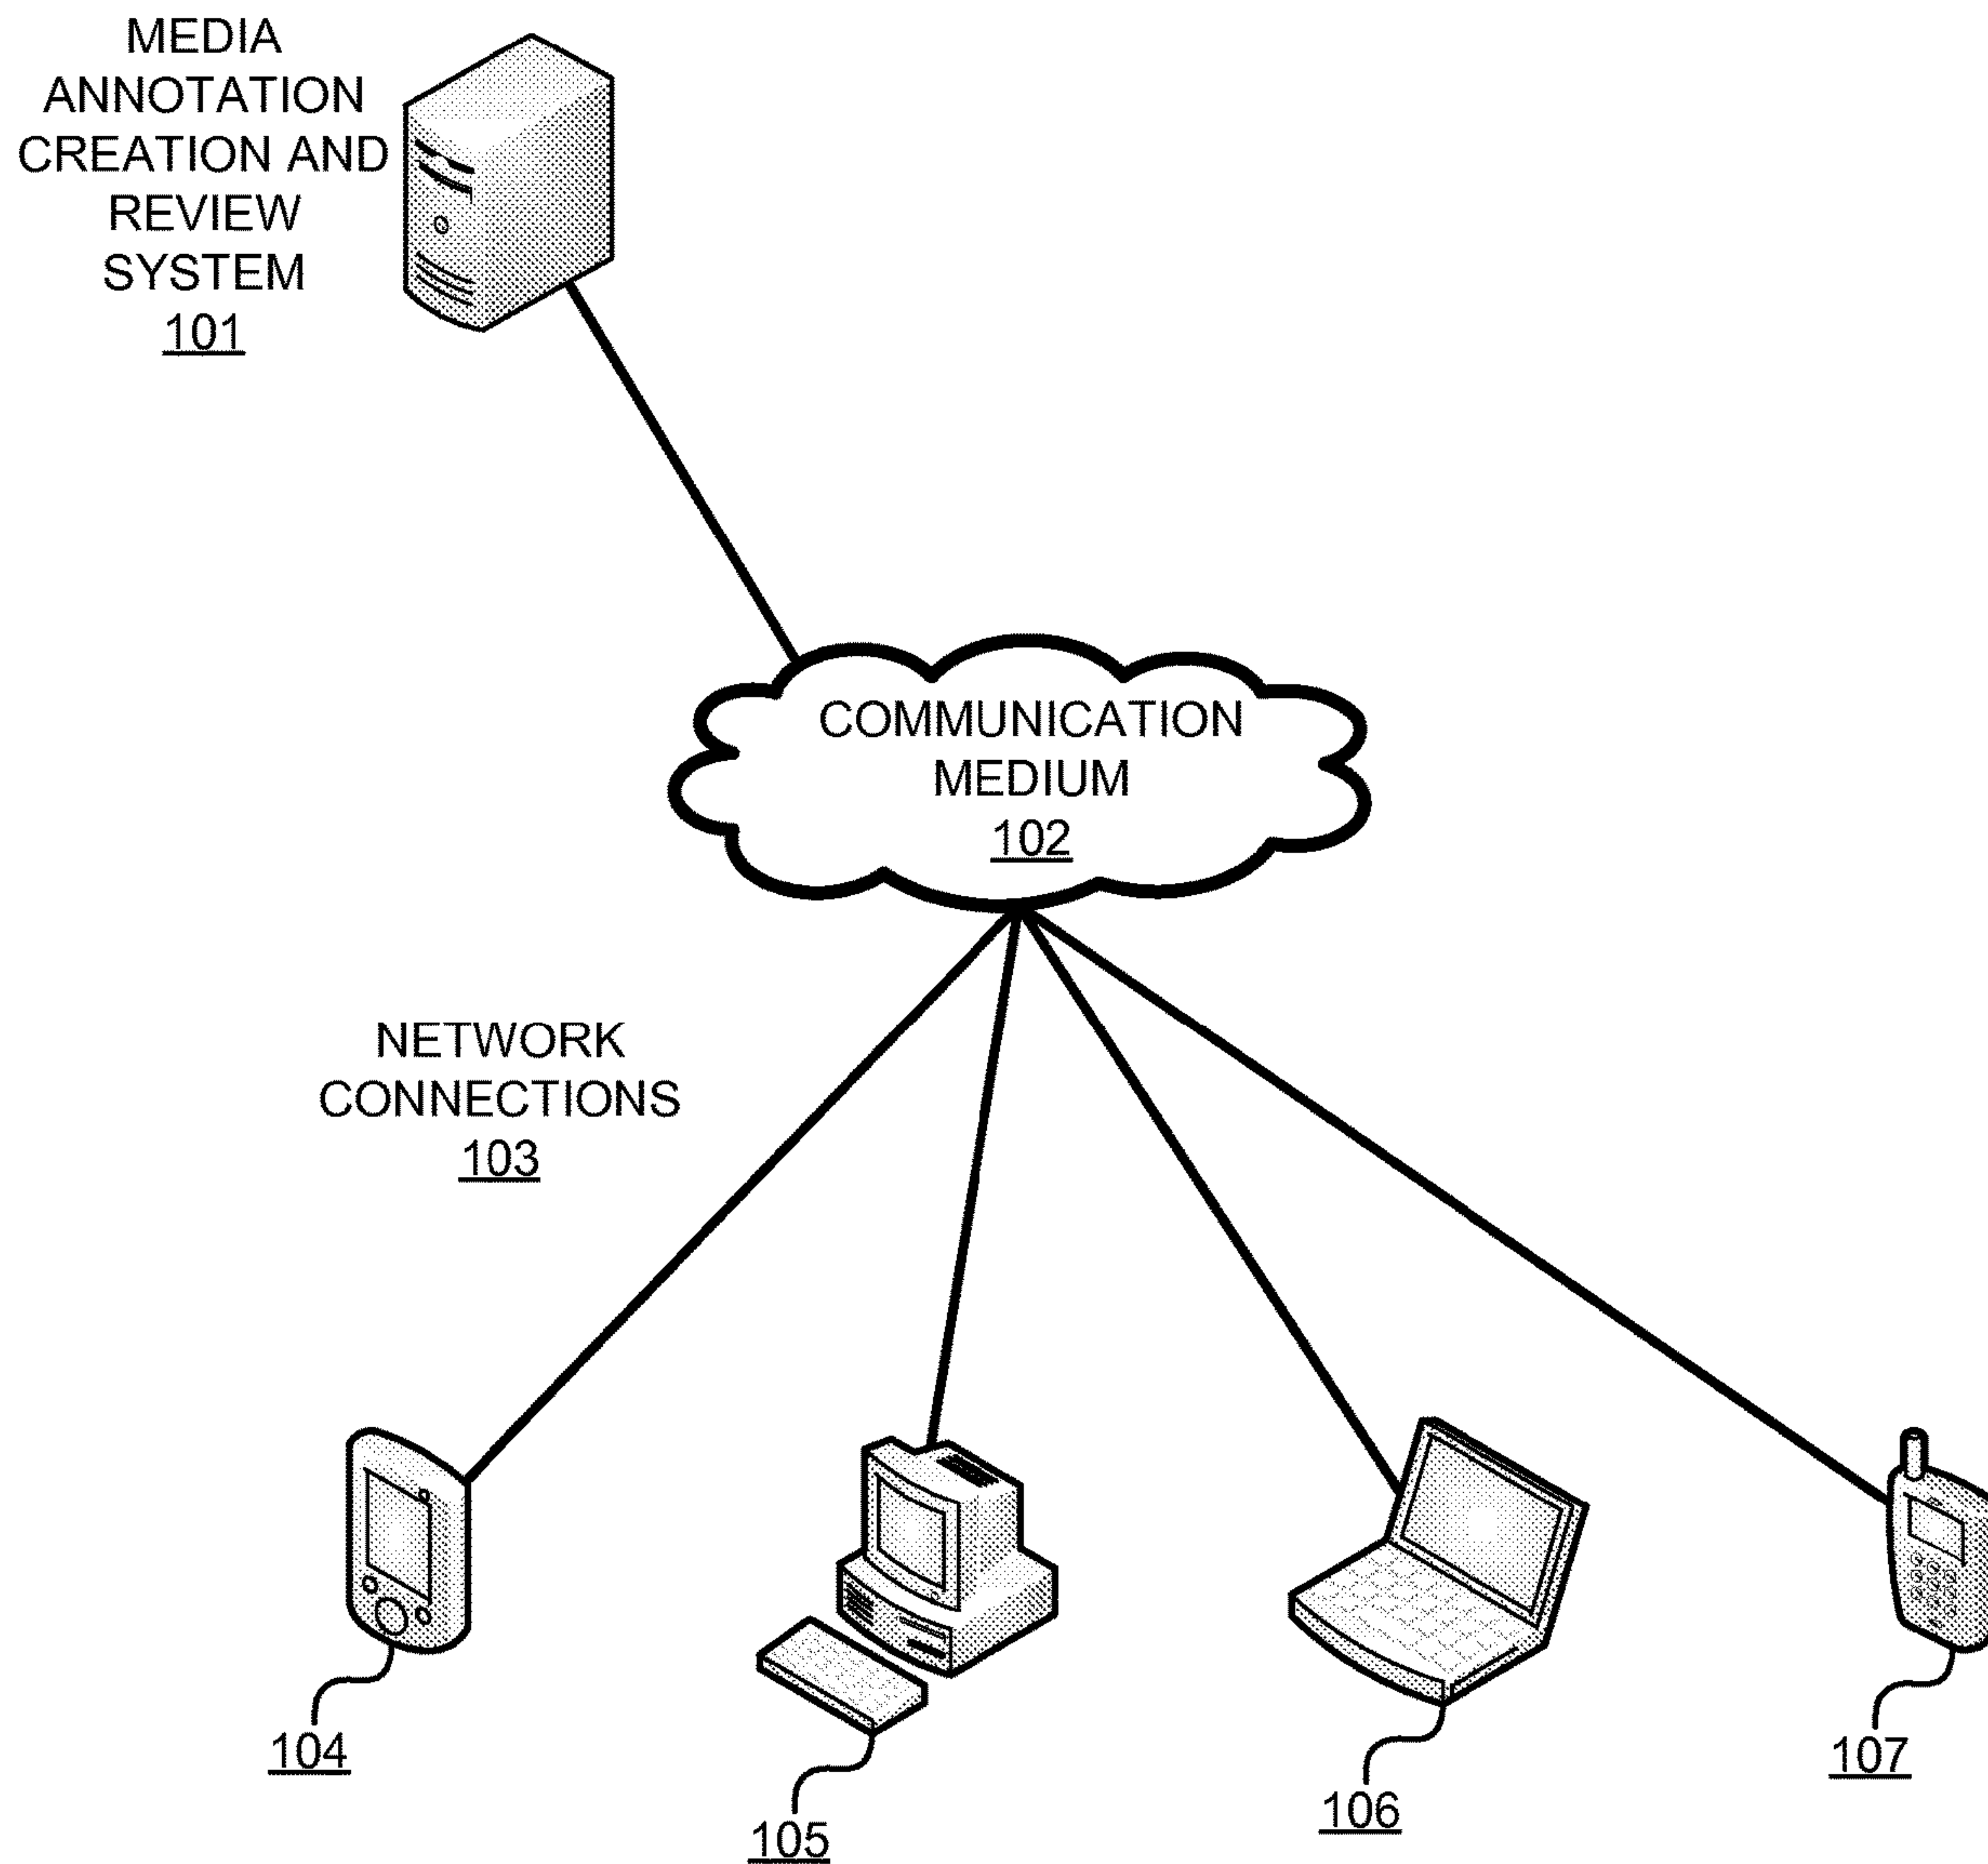 MEDIA
ANNOTATION
CREATION AND
REVIEW
SYSTEM
101
COMMUNICATION
MEDIUM
102
NETWORK
CONNECTIONS
103
104
105
106
107